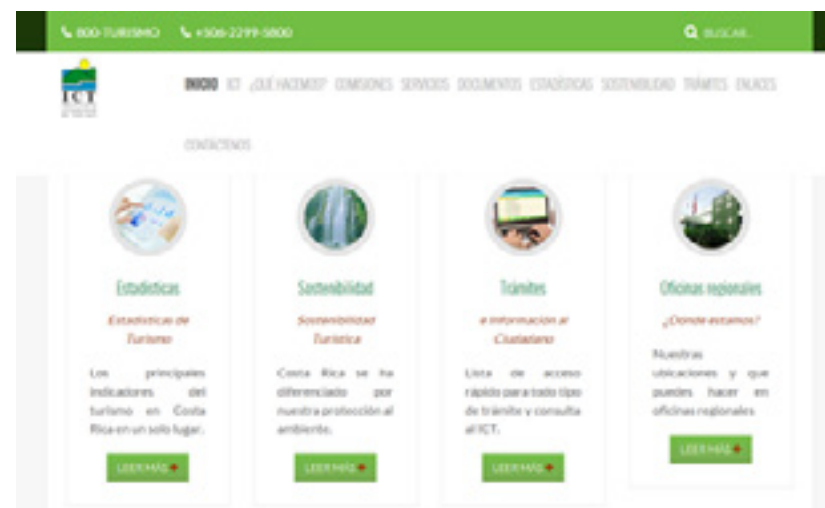 800-TURISMO +506-2299-5800 BUSCAR...
ICT
INICIO ICT ¿QUÉ HACEMOS? COMISIONES SERVICIOS DOCUMENTOS ESTADÍSTICAS SOSTENIBILIDAD TRÁMITES ENLACES
CONTÁCTENOS
Estadísticas
Estadísticas de
Turismo
Los principales
indicadores del
turismo en Costa
Rica en un solo lugar.
LEER MÁS
Sostenibilidad
Sostenibilidad
Turística
Costa Rica se ha
diferenciado por
nuestra protección al
ambiente.
LEER MÁS
Trámites
e Información al
Ciudadano
Lista de acceso
rápido para todo tipo
de trámite y consulta
al ICT.
LEER MÁS
Oficinas regionales
¿Donde estamos?
Nuestras
ubicaciones y que
puedes hacer en
oficinas regionales
LEER MÁS